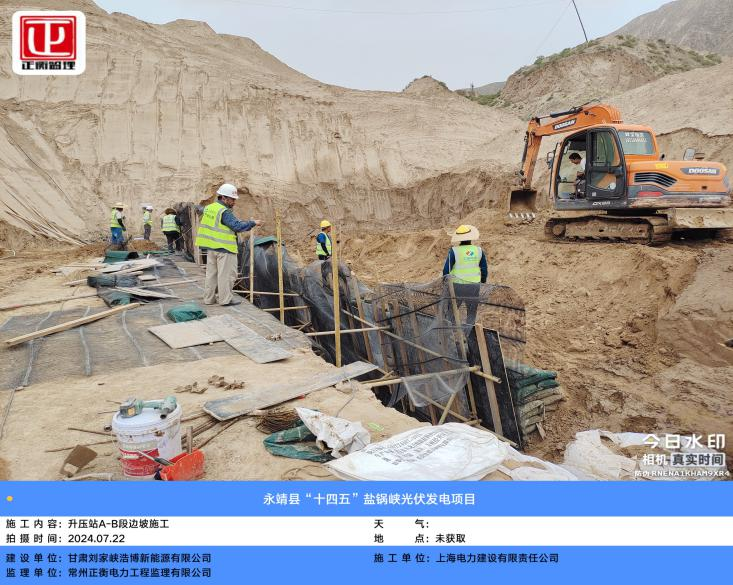 正衡监理
DOOSAN
DOOSAN
今日水印
相机 真实时间
防伪 RNENA1KHAM9XR4
永靖县“十四五”盐锅峡光伏发电项目
施工内容：升压站A-B段边坡施工
天气：
拍摄时间：2024.07.22
地点：未获取
建设单位：甘肃刘家峡浩博新能源有限公司
施工单位：上海电力建设有限责任公司
监理单位：常州正衡电力工程监理有限公司